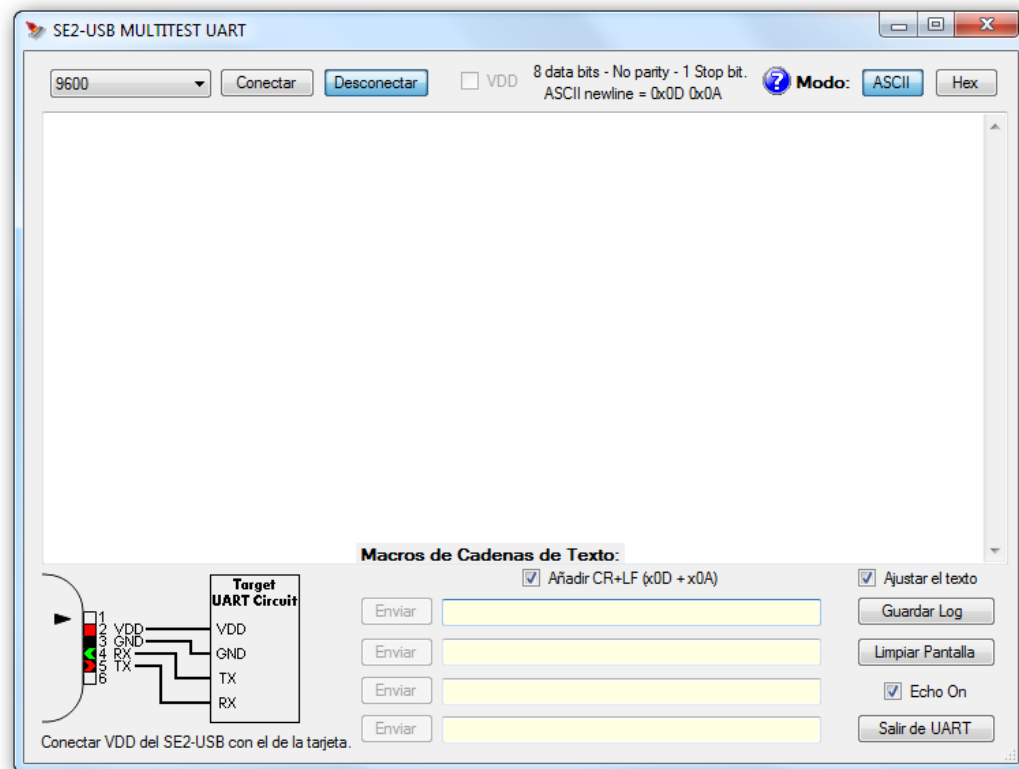 SE2-USB MULTITEST UART
9600
Conectar
Desconectar
VDD
8 data bits - No parity - 1 Stop bit.
ASCII newline = 0x0D 0x0A
?
Modo:
ASCII
Hex
Macros de Cadenas de Texto:
Añadir CR+LF (x0D + x0A)
Ajustar el texto
Target
UART Circuit
1
2 VDD
3 GND
4 RX
5 TX
6
VDD
GND
TX
RX
Enviar
Guardar Log
Enviar
Limpiar Pantalla
Enviar
Echo On
Enviar
Salir de UART
Conectar VDD del SE2-USB con el de la tarjeta.